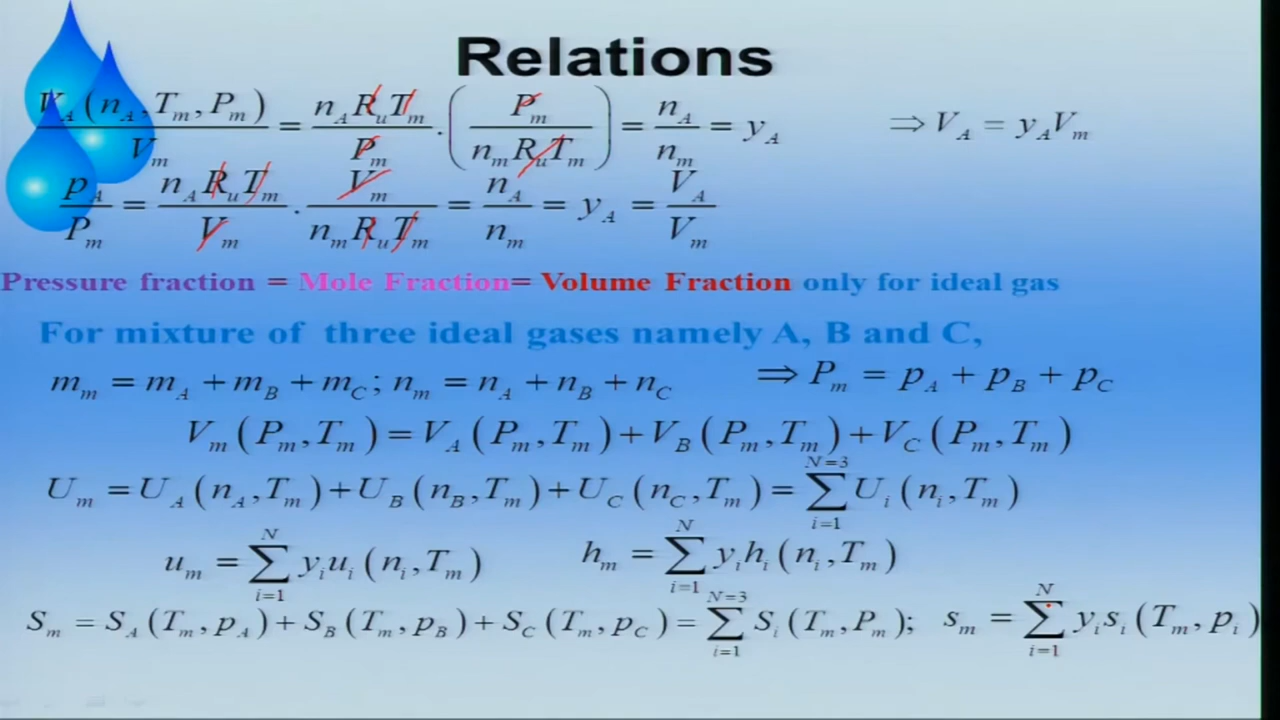 Relations
V_A(n_A, T_m, P_m) / V_m = n_A R_u T_m / P_m . (P_m / n_m R_u T_m) = n_A / n_m = y_A ⇒ V_A = y_A V_m
p_A / P_m = n_A R_u T_m / V_m . V_m / n_m R_u T_m = n_A / n_m = y_A = V_A / V_m
Pressure fraction = Mole Fraction= Volume Fraction only for ideal gas
For mixture of three ideal gases namely A, B and C,
m_m = m_A + m_B + m_C; n_m = n_A + n_B + n_C ⇒ P_m = p_A + p_B + p_C
V_m(P_m, T_m) = V_A(P_m, T_m) + V_B(P_m, T_m) + V_C(P_m, T_m)
U_m = U_A(n_A, T_m) + U_B(n_B, T_m) + U_C(n_C, T_m) = ∑_{i=1}^{N=3} U_i(n_i, T_m)
u_m = ∑_{i=1}^{N} y_i u_i(n_i, T_m) h_m = ∑_{i=1}^{N} y_i h_i(n_i, T_m)
S_m = S_A(T_m, p_A) + S_B(T_m, p_B) + S_C(T_m, p_C) = ∑_{i=1}^{N=3} S_i(T_m, P_m); s_m = ∑_{i=1}^{N} y_i s_i(T_m, p_i)